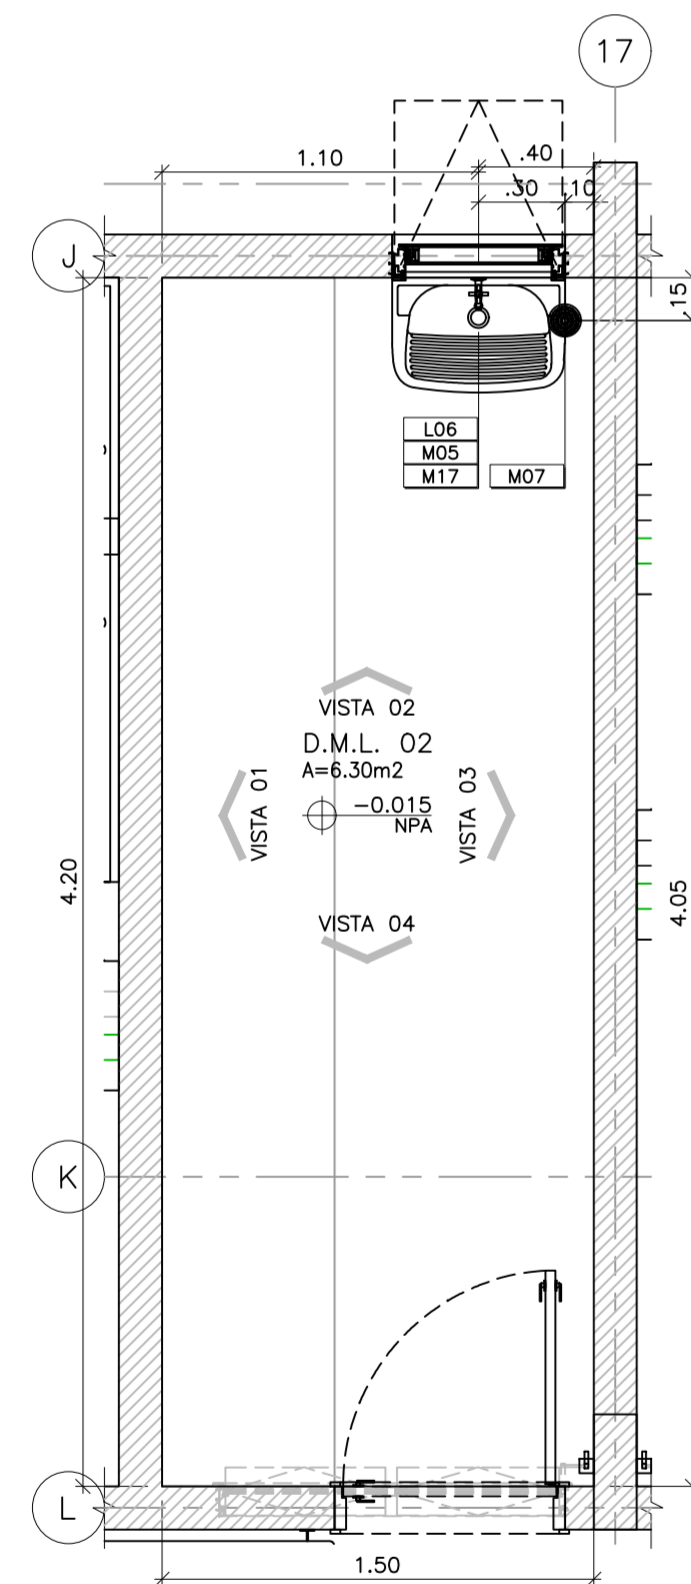 17
1.10
.40
.30
.10
J
.15
L06
M05
M17
M07
VISTA 02
D.M.L. 02
A=6.30m2
VISTA 01
-0.015
NPA
VISTA 03
VISTA 04
4.20
4.05
K
L
1.50